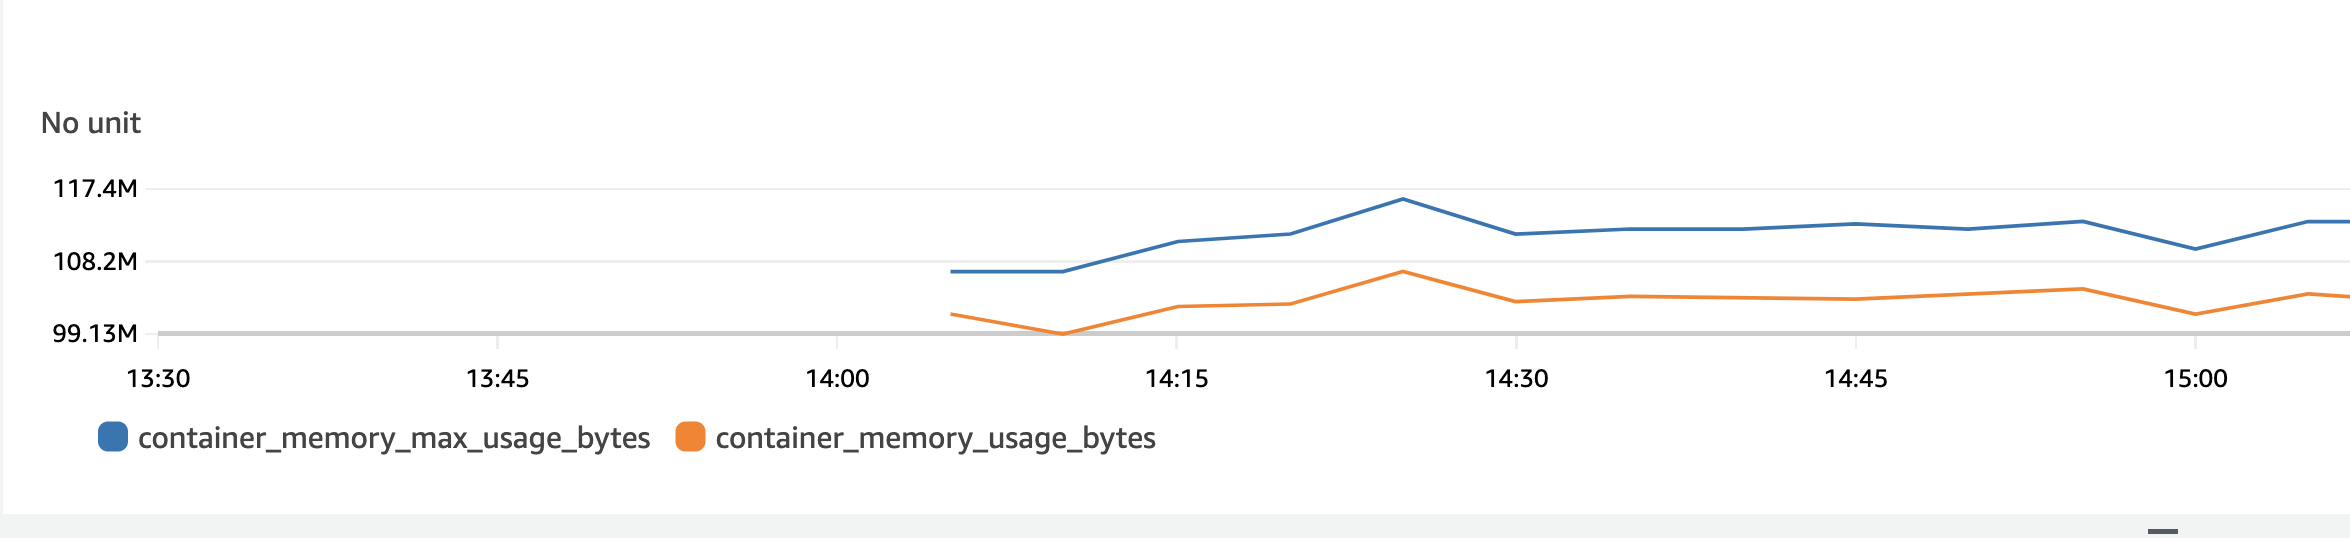 No unit
117.4M
108.2M
99.13M
13:30 13:45 14:00 14:15 14:30 14:45 15:00
container_memory_max_usage_bytes container_memory_usage_bytes